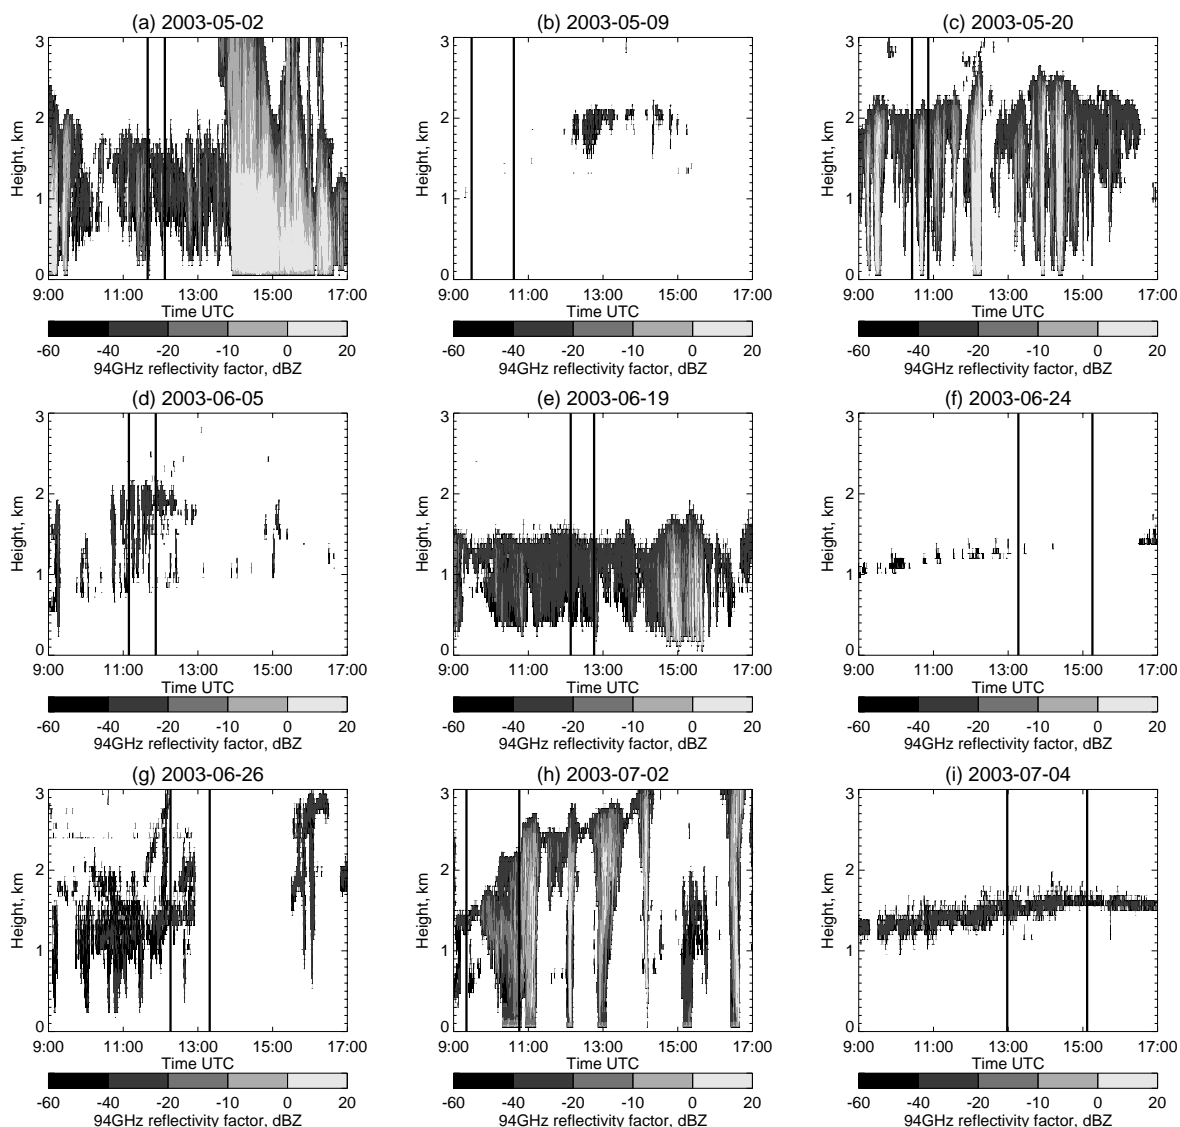 (a) 2003-05-02 (b) 2003-05-09 (c) 2003-05-20
3 3 3
2 2 2
Height, km Height, km Height, km
1 1 1
0 0 0
9:00 11:00 13:00 15:00 17:00 9:00 11:00 13:00 15:00 17:00 9:00 11:00 13:00 15:00 17:00
Time UTC Time UTC Time UTC
-60 -40 -20 -10 0 20 -60 -40 -20 -10 0 20 -60 -40 -20 -10 0 20
94GHz reflectivity factor, dBZ 94GHz reflectivity factor, dBZ 94GHz reflectivity factor, dBZ
(d) 2003-06-05 (e) 2003-06-19 (f) 2003-06-24
3 3 3
2 2 2
Height, km Height, km Height, km
1 1 1
0 0 0
9:00 11:00 13:00 15:00 17:00 9:00 11:00 13:00 15:00 17:00 9:00 11:00 13:00 15:00 17:00
Time UTC Time UTC Time UTC
-60 -40 -20 -10 0 20 -60 -40 -20 -10 0 20 -60 -40 -20 -10 0 20
94GHz reflectivity factor, dBZ 94GHz reflectivity factor, dBZ 94GHz reflectivity factor, dBZ
(g) 2003-06-26 (h) 2003-07-02 (i) 2003-07-04
3 3 3
2 2 2
Height, km Height, km Height, km
1 1 1
0 0 0
9:00 11:00 13:00 15:00 17:00 9:00 11:00 13:00 15:00 17:00 9:00 11:00 13:00 15:00 17:00
Time UTC Time UTC Time UTC
-60 -40 -20 -10 0 20 -60 -40 -20 -10 0 20 -60 -40 -20 -10 0 20
94GHz reflectivity factor, dBZ 94GHz reflectivity factor, dBZ 94GHz reflectivity factor, dBZ